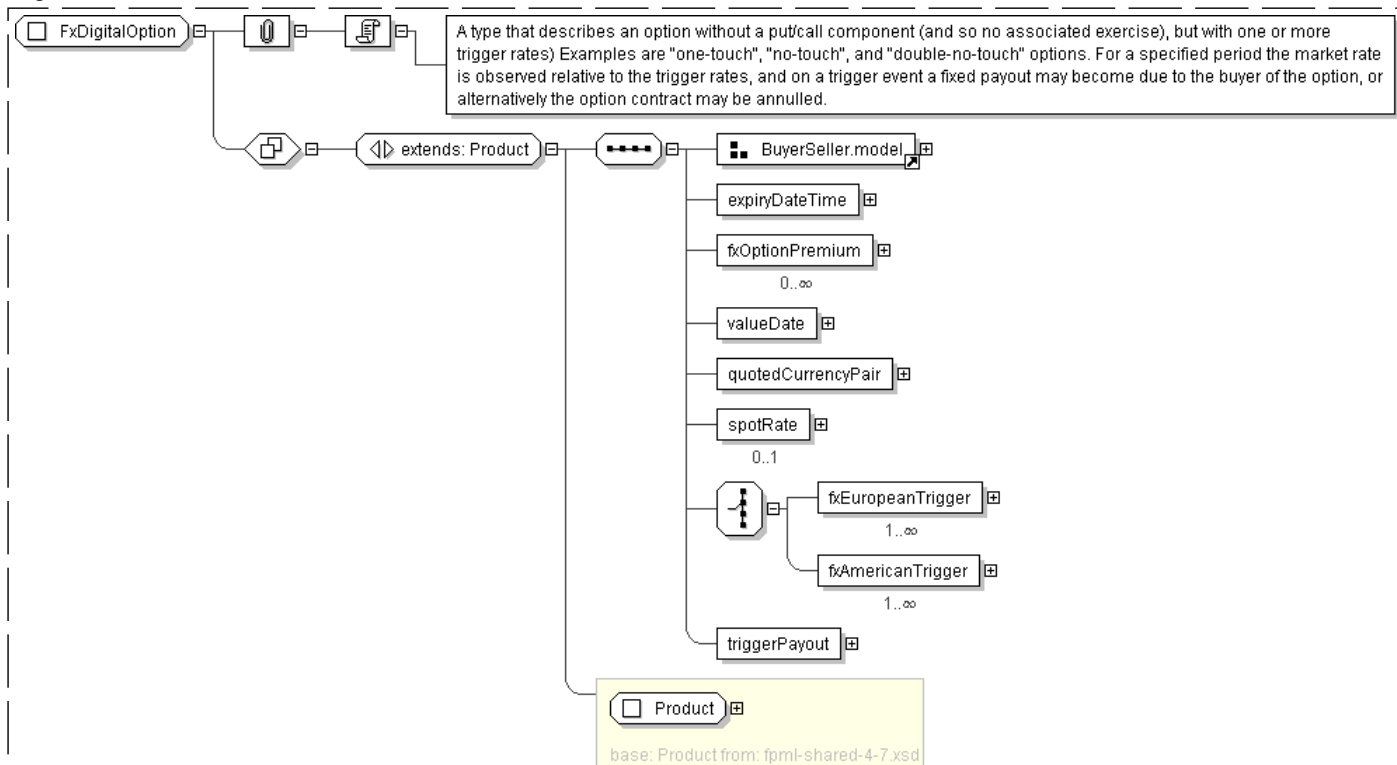 FxDigitalOption
A type that describes an option without a put/call component (and so no associated exercise), but with one or more
trigger rates) Examples are "one-touch", "no-touch", and "double-no-touch" options. For a specified period the market rate
is observed relative to the trigger rates, and on a trigger event a fixed payout may become due to the buyer of the option, or
alternatively the option contract may be annulled.
extends: Product
BuyerSeller.model
expiryDateTime
fxOptionPremium
0..∞
valueDate
quotedCurrencyPair
spotRate
0..1
fxEuropeanTrigger
1..∞
fxAmericanTrigger
1..∞
triggerPayout
Product
base: Product from: fpml-shared-4-7.xsd